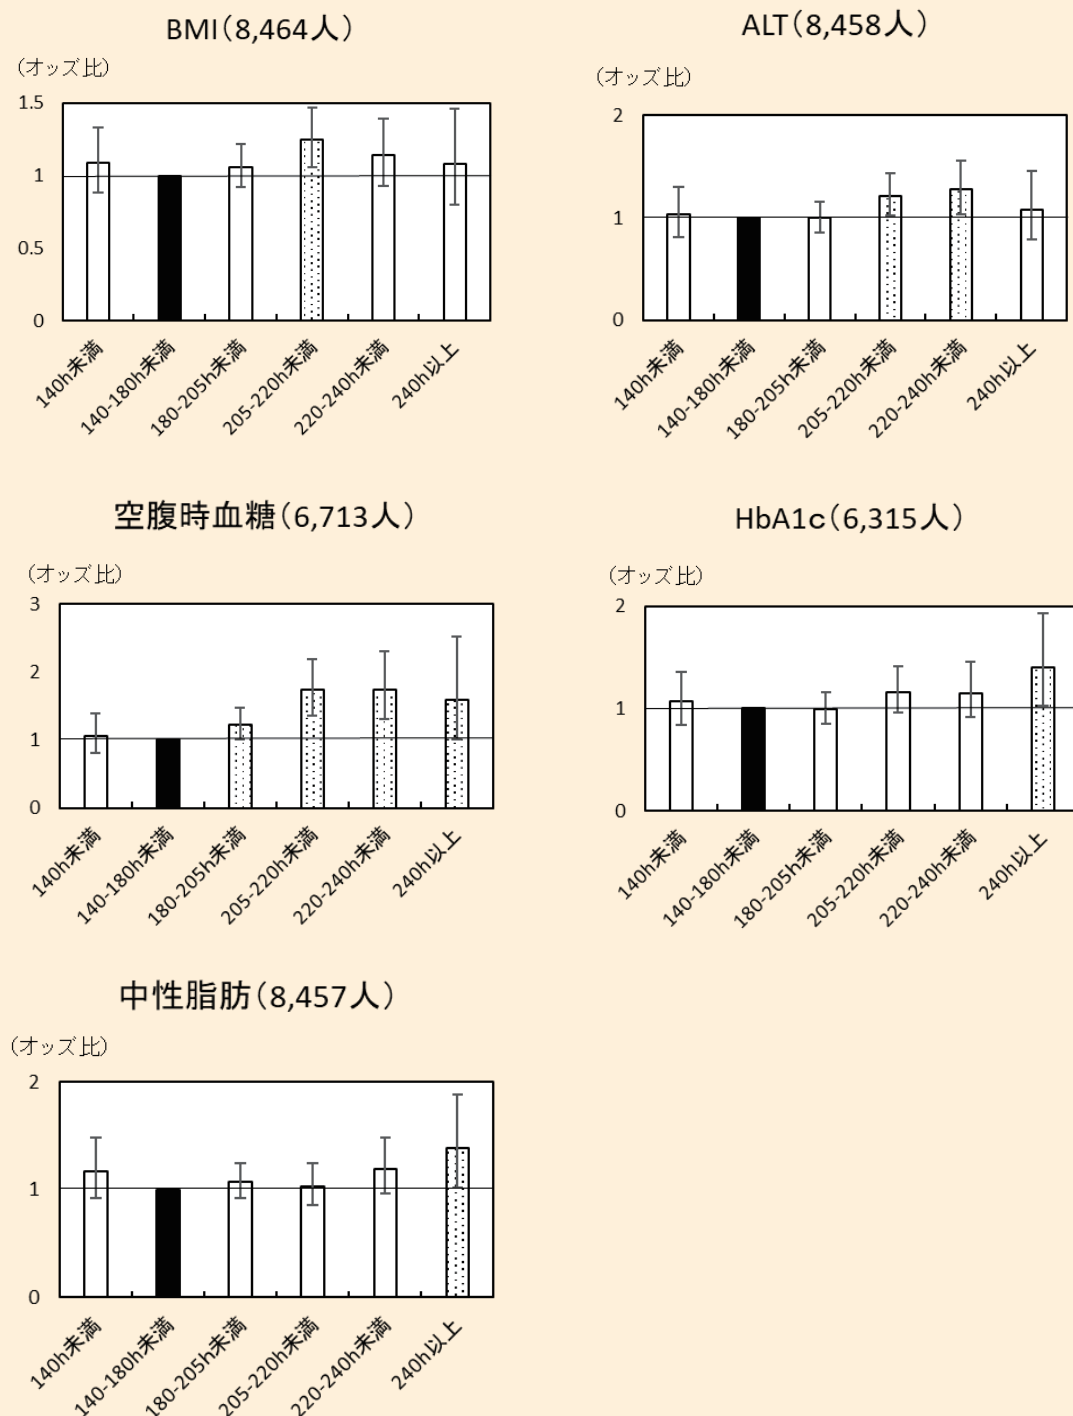 BMI（8,464人）
（オッズ比）
1.5
1
0.5
0
140h未満
140-180h未満
180-205h未満
205-220h未満
220-240h未満
240h以上
ALT（8,458人）
（オッズ比）
2
1
0
140h未満
140-180h未満
180-205h未満
205-220h未満
220-240h未満
240h以上
空腹時血糖（6,713人）
（オッズ比）
3
2
1
0
140h未満
140-180h未満
180-205h未満
205-220h未満
220-240h未満
240h以上
HbA1c（6,315人）
（オッズ比）
2
1
0
140h未満
140-180h未満
180-205h未満
205-220h未満
220-240h未満
240h以上
中性脂肪（8,457人）
（オッズ比）
2
1
0
140h未満
140-180h未満
180-205h未満
205-220h未満
220-240h未満
240h以上